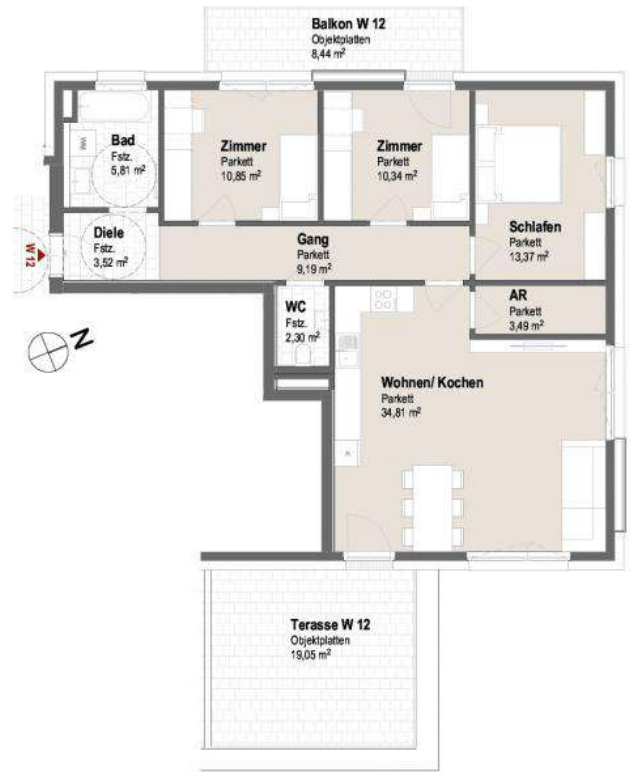 Balkon W 12
Objektplatten
8,44 m²
Bad
Fstz.
5,81 m²
WM
Zimmer
Parkett
10,85 m²
Zimmer
Parkett
10,34 m²
Schlafen
Parkett
13,37 m²
Diele
Fstz.
3,52 m²
W 12
Gang
Parkett
9,19 m²
WC
Fstz.
2,30 m²
AR
Parkett
3,49 m²
N
Wohnen/ Kochen
Parkett
34,81 m²
Terasse W 12
Objektplatten
19,05 m²